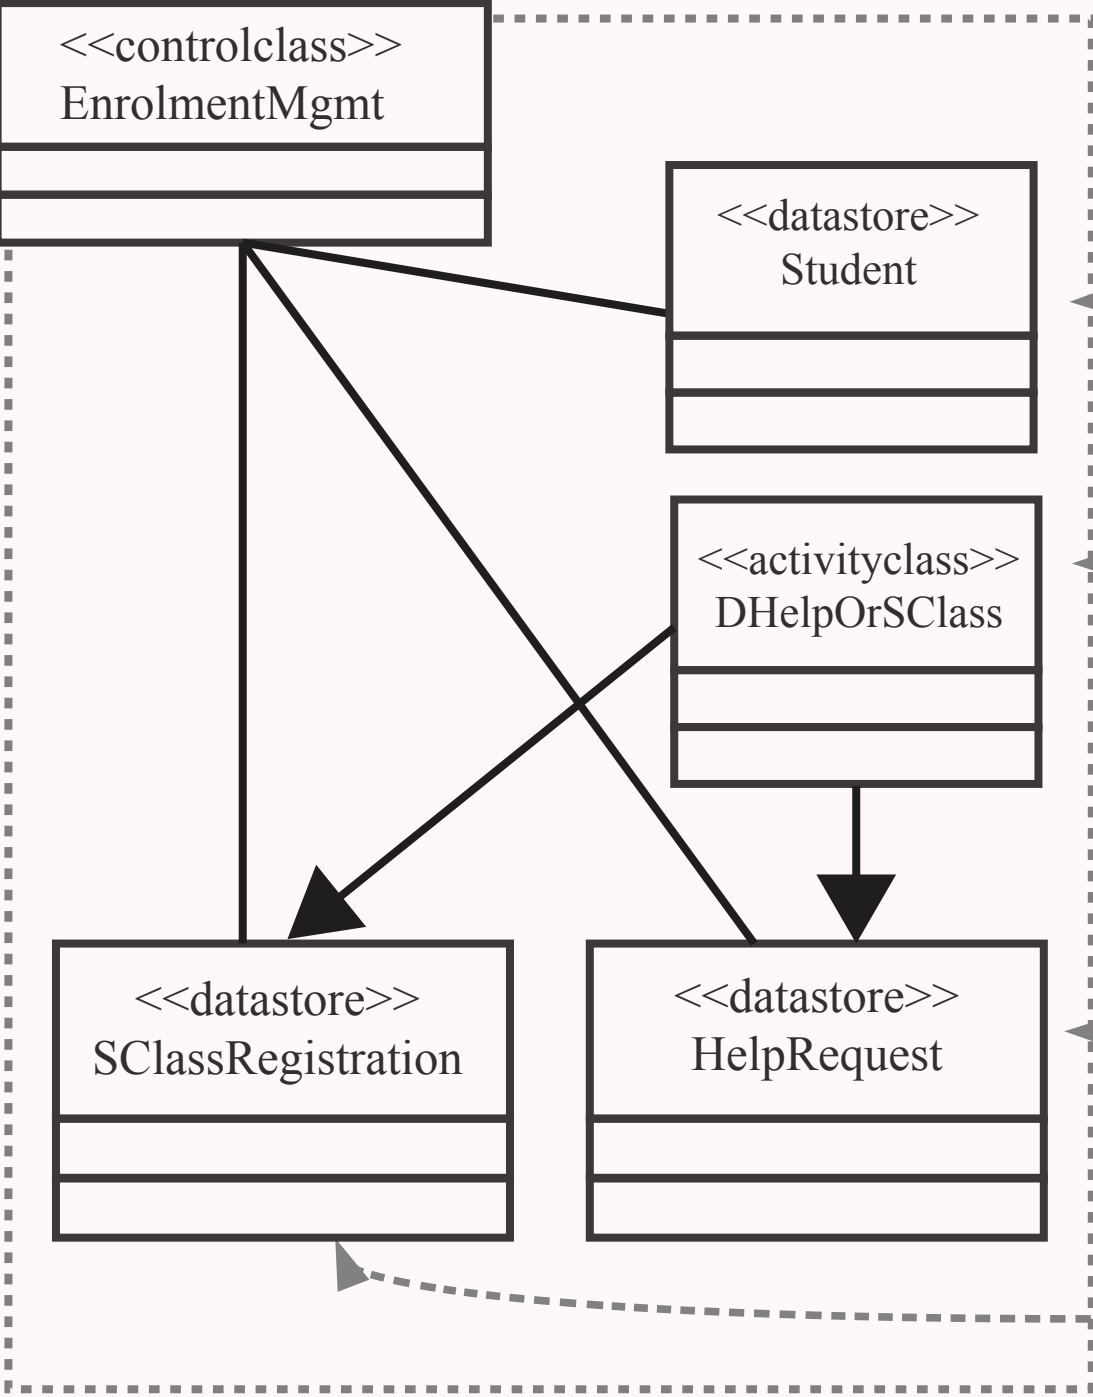 <<controlclass>>
EnrolmentMgmt
<<datastore>>
Student
<<activityclass>>
DHelpOrSClass
<<datastore>>
SClassRegistration
<<datastore>>
HelpRequest